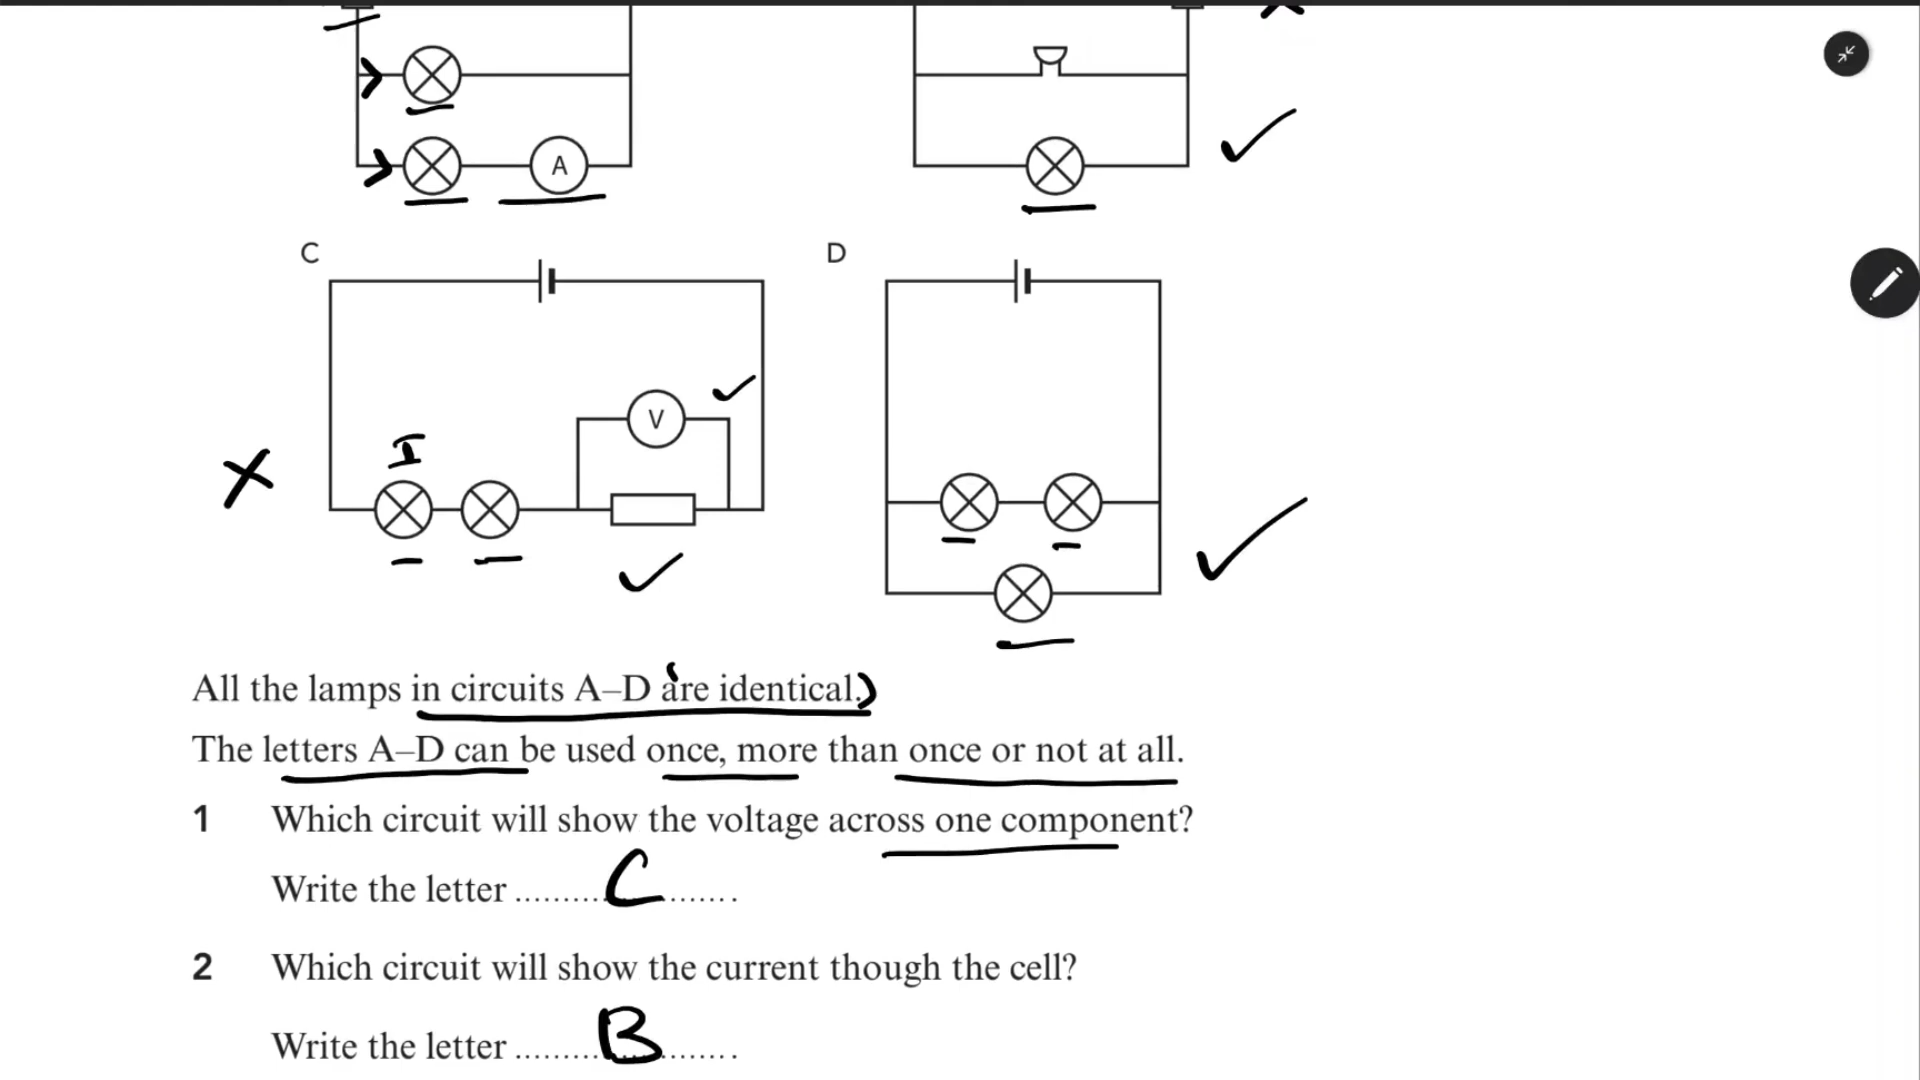 A
C
D
V
I
All the lamps in circuits A–D are identical.
The letters A–D can be used once, more than once or not at all.
1 Which circuit will show the voltage across one component?
Write the letter ......... C ....... .
2 Which circuit will show the current though the cell?
Write the letter ......... B ....... .